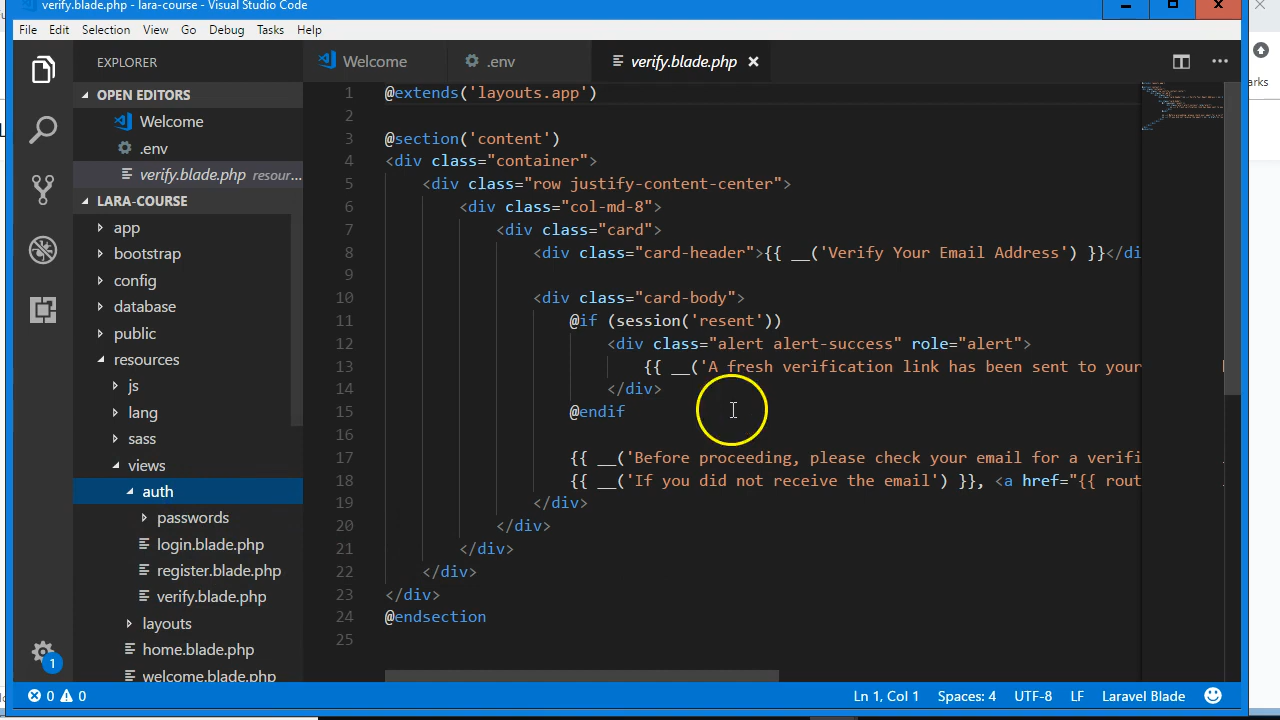 verify.blade.php - lara-course - Visual Studio Code
File Edit Selection View Go Debug Tasks Help
EXPLORER
OPEN EDITORS
Welcome
.env
verify.blade.php resour...
LARA-COURSE
app
bootstrap
config
database
public
resources
js
lang
sass
views
auth
passwords
login.blade.php
register.blade.php
verify.blade.php
layouts
home.blade.php
welcome.blade.php
1
Welcome .env verify.blade.php
1 @extends('layouts.app')
2
3 @section('content')
4 <div class="container">
5 <div class="row justify-content-center">
6 <div class="col-md-8">
7 <div class="card">
8 <div class="card-header">{{ __('Verify Your Email Address') }}</di
9
10 <div class="card-body">
11 @if (session('resent'))
12 <div class="alert alert-success" role="alert">
13 {{ __('A fresh verification link has been sent to your
14 </div>
15 @endif
16
17 {{ __('Before proceeding, please check your email for a verifi
18 {{ __('If you did not receive the email') }}, <a href="{{ rout
19 </div>
20 </div>
21 </div>
22 </div>
23 </div>
24 @endsection
25
0 0 Ln 1, Col 1 Spaces: 4 UTF-8 LF Laravel Blade